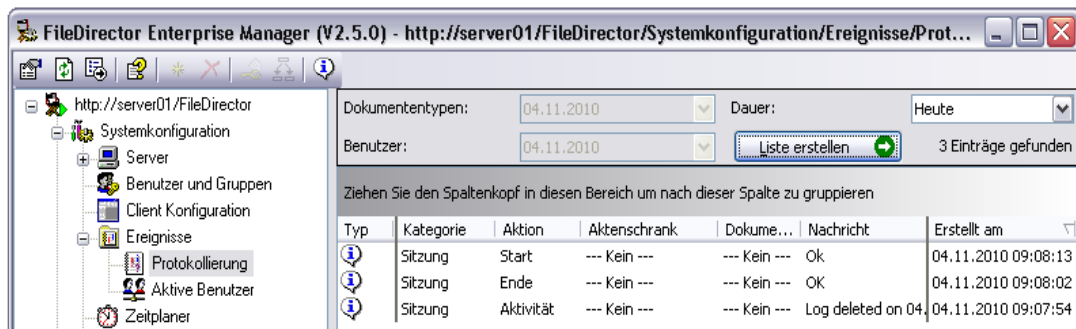 FileDirector Enterprise Manager (V2.5.0) - http://server01/FileDirector/Systemkonfiguration/Ereignisse/Prot...
http://server01/FileDirector
Systemkonfiguration
Server
Benutzer und Gruppen
Client Konfiguration
Ereignisse
Protokollierung
Aktive Benutzer
Zeitplaner
Dokumententypen: 04.11.2010 Dauer: Heute
Benutzer: 04.11.2010 Liste erstellen 3 Einträge gefunden
Ziehen Sie den Spaltenkopf in diesen Bereich um nach dieser Spalte zu gruppieren
Typ Kategorie Aktion Aktenschrank Dokume... Nachricht Erstellt am
Sitzung Start --- Kein --- --- Kein --- Ok 04.11.2010 09:08:13
Sitzung Ende --- Kein --- --- Kein --- OK 04.11.2010 09:08:02
Sitzung Aktivität --- Kein --- --- Kein --- Log deleted on 04. 04.11.2010 09:07:54